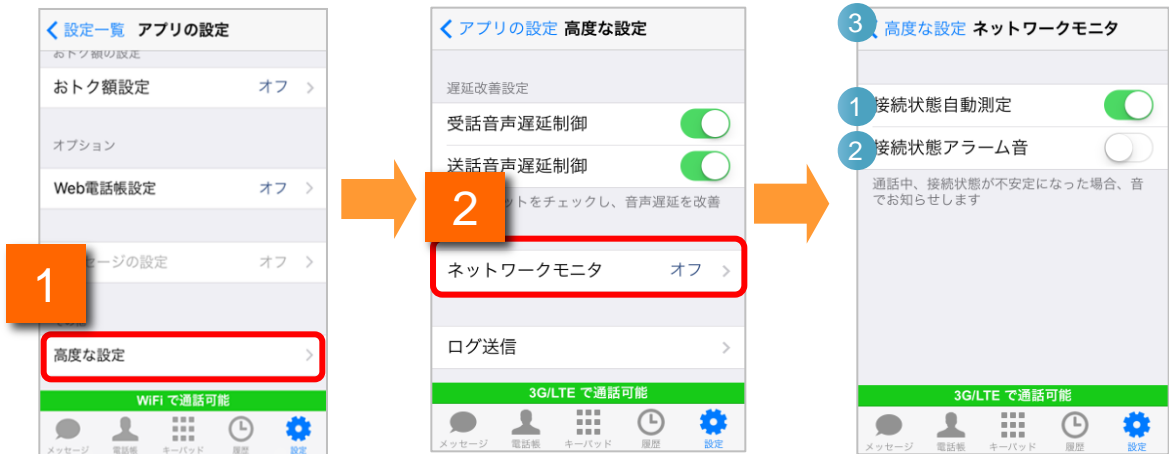 設定一覧 アプリの設定
おトク額の設定
おトク額設定 オフ
オプション
Web電話帳設定 オフ
セージの設定 オフ
1
高度な設定
WiFi で通話可能
メッセージ 電話帳 キーパッド 履歴 設定
アプリの設定 高度な設定
遅延改善設定
受話音声遅延制御
送話音声遅延制御
2
ットをチェックし、音声遅延を改善
ネットワークモニタ オフ
ログ送信
3G/LTE で通話可能
メッセージ 電話帳 キーパッド 履歴 設定
3 高度な設定 ネットワークモニタ
1 接続状態自動測定
2 接続状態アラーム音
通話中、接続状態が不安定になった場合、音
でお知らせします
3G/LTE で通話可能
メッセージ 電話帳 キーパッド 履歴 設定